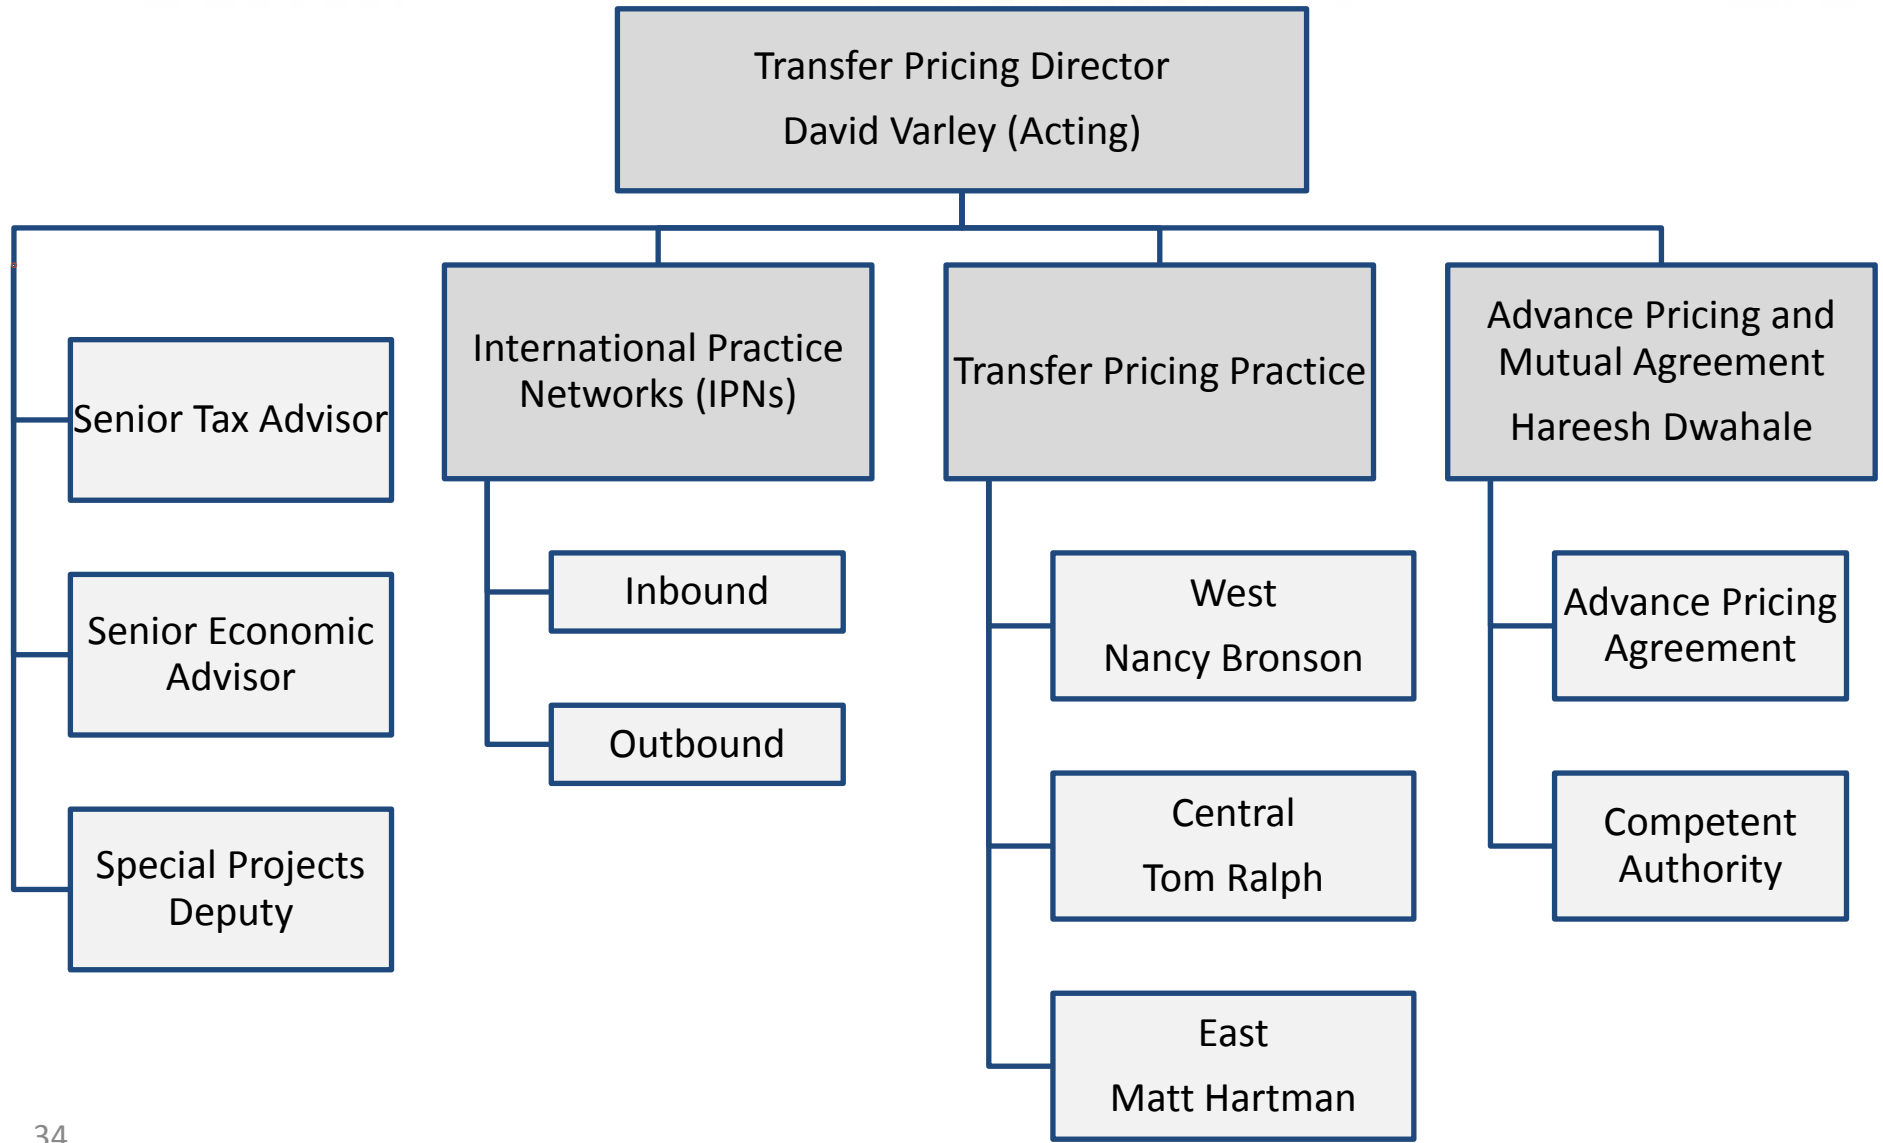 Transfer Pricing Director
David Varley (Acting)
Senior Tax Advisor
Senior Economic
Advisor
Special Projects
Deputy
International Practice
Networks (IPNs)
Inbound
Outbound
Transfer Pricing Practice
West
Nancy Bronson
Central
Tom Ralph
East
Matt Hartman
Advance Pricing and
Mutual Agreement
Hareesh Dwahale
Advance Pricing
Agreement
Competent
Authority
34